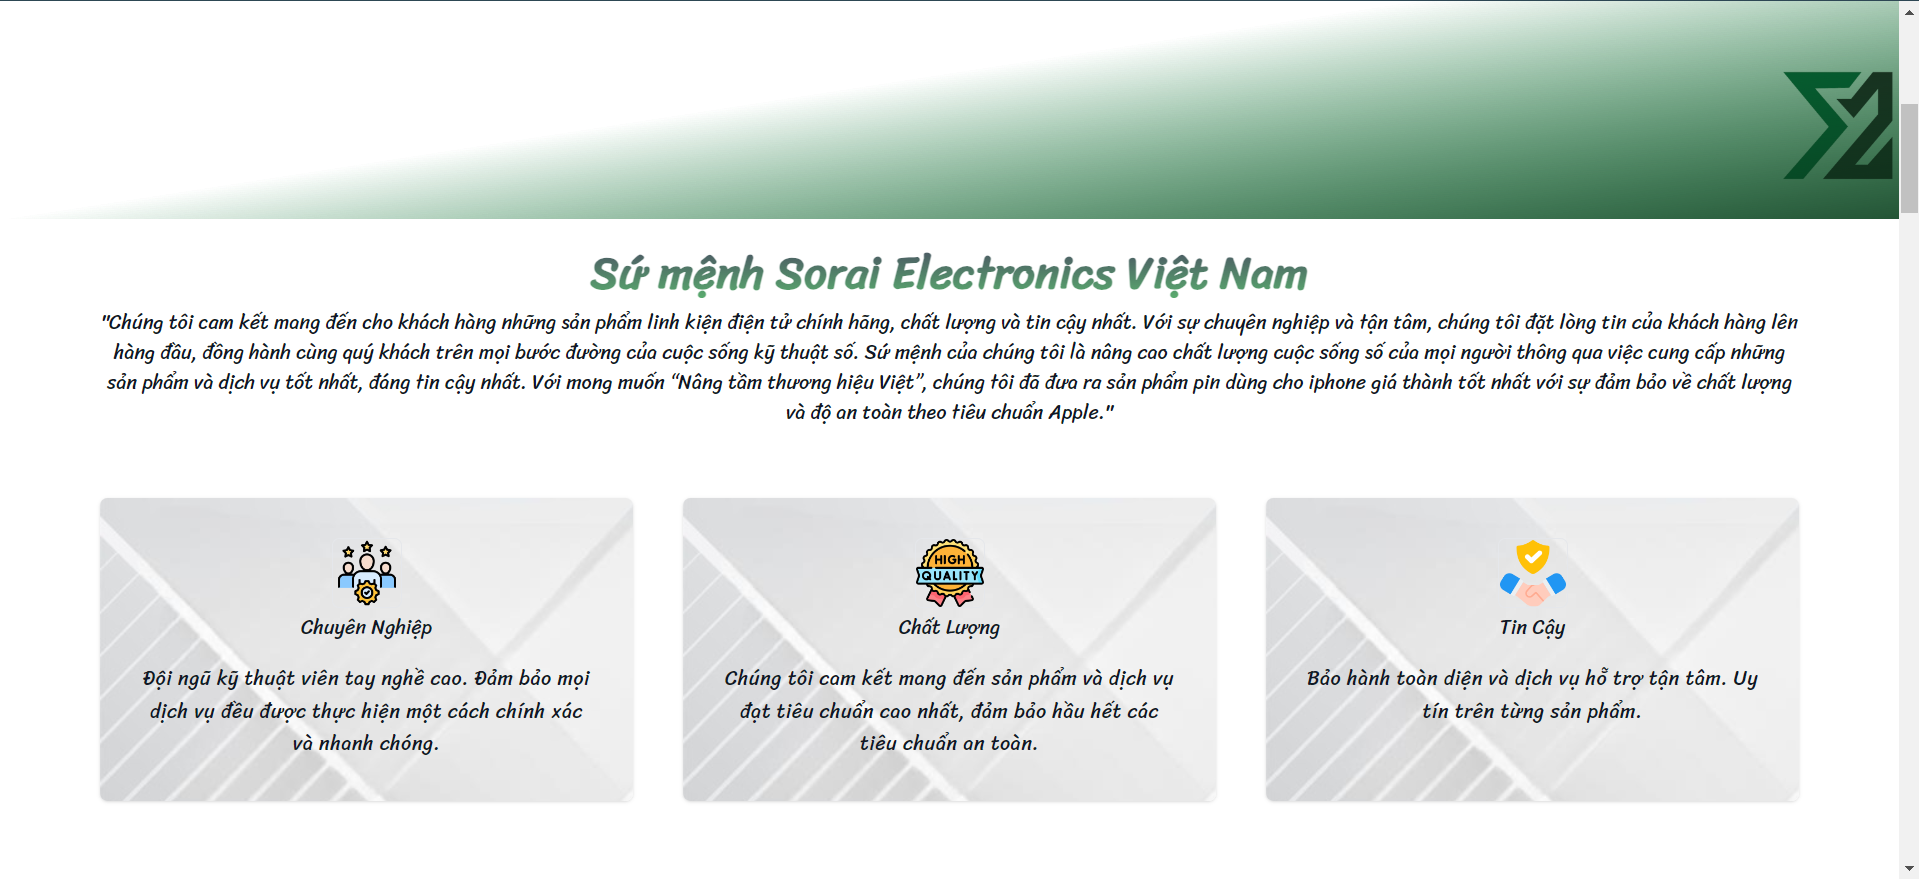 Sứ mệnh Sorai Electronics Việt Nam
"Chúng tôi cam kết mang đến cho khách hàng những sản phẩm linh kiện điện tử chính hãng, chất lượng và tin cậy nhất. Với sự chuyên nghiệp và tận tâm, chúng tôi đặt lòng tin của khách hàng lên
hàng đầu, đồng hành cùng quý khách trên mọi bước đường của cuộc sống kỹ thuật số. Sứ mệnh của chúng tôi là nâng cao chất lượng cuộc sống số của mọi người thông qua việc cung cấp những
sản phẩm và dịch vụ tốt nhất, đáng tin cậy nhất. Với mong muốn “Nâng tầm thương hiệu Việt”, chúng tôi đã đưa ra sản phẩm pin dùng cho iphone giá thành tốt nhất với sự đảm bảo về chất lượng
và độ an toàn theo tiêu chuẩn Apple."
Chuyên Nghiệp
Đội ngũ kỹ thuật viên tay nghề cao. Đảm bảo mọi
dịch vụ đều được thực hiện một cách chính xác
và nhanh chóng.
HIGH
QUALITY
Chất Lượng
Chúng tôi cam kết mang đến sản phẩm và dịch vụ
đạt tiêu chuẩn cao nhất, đảm bảo hầu hết các
tiêu chuẩn an toàn.
Tin Cậy
Bảo hành toàn diện và dịch vụ hỗ trợ tận tâm. Uy
tín trên từng sản phẩm.